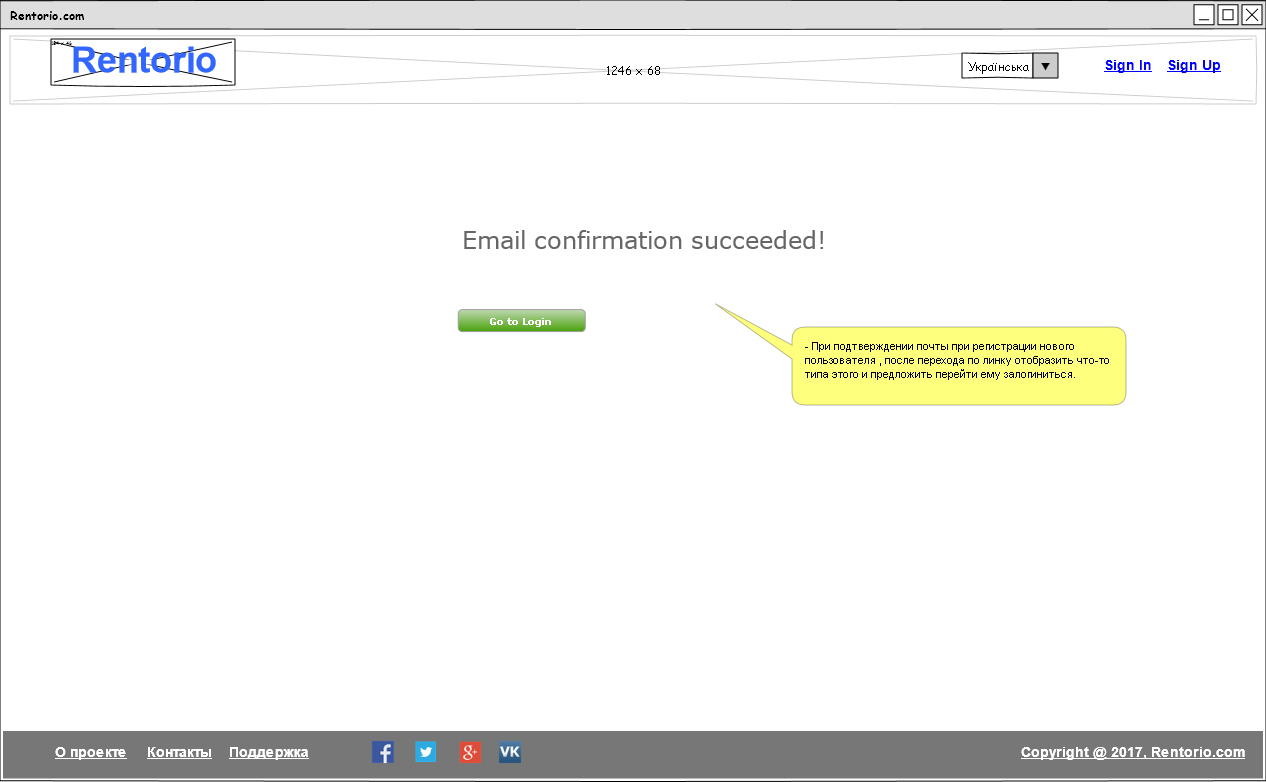 Rentorio.com
Rentorio
1246 x 68
Українська
Sign In
Sign Up
Email confirmation succeeded!
Go to Login
- При подтверждении почты при регистрации нового
пользователя , после перехода по линку отобразить что-то
типа этого и предложить перейти ему залогиниться.
О проекте
Контакты
Поддержка
f
g+
VK
Copyright @ 2017, Rentorio.com